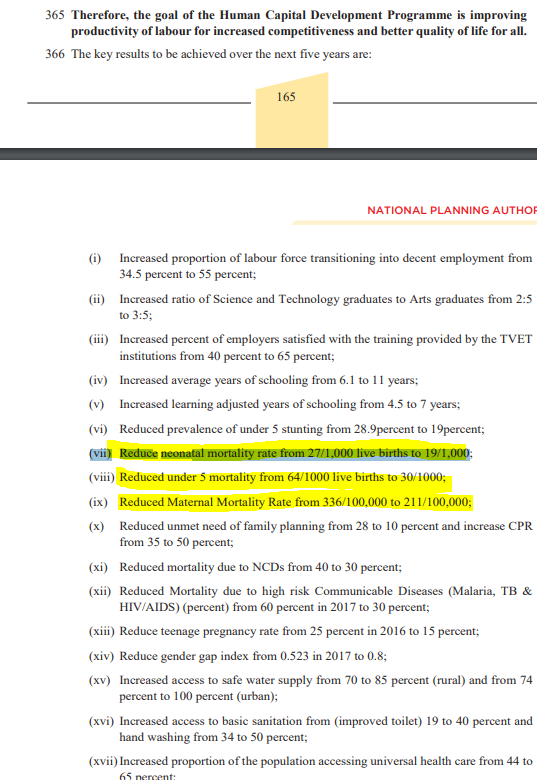 365 Therefore, the goal of the Human Capital Development Programme is improving
productivity of labour for increased competitiveness and better quality of life for all.
366 The key results to be achieved over the next five years are:
165
NATIONAL PLANNING
(i) Increased proportion of labour force transitioning into decent employment from
34.5 percent to 55 percent;
(ii) Increased ratio of Science and Technology graduates to Arts graduates from 2:5
to 3:5;
(iii) Increased percent of employers satisfied with the training provided by the TVET
institutions from 40 percent to 65 percent;
(iv) Increased average years of schooling from 6.1 to 11 years;
(v) Increased learning adjusted years of schooling from 4.5 to 7 years;
(vi) Reduced prevalence of under 5 stunting from 28.9percent to 19percent;
(vii) Reduce neonatal mortality rate from 27/1,000 live births to 19/1,000;
(viii) Reduced under 5 mortality from 64/1000 live births to 30/1000;
(ix) Reduced Maternal Mortality Rate from 336/100,000 to 211/100,000;
(x) Reduced unmet need of family planning from 28 to 10 percent and increase CPR
from 35 to 50 percent;
(xi) Reduced mortality due to NCDs from 40 to 30 percent;
(xii) Reduced Mortality due to high risk Communicable Diseases (Malaria, TB &
HIV/AIDS) (percent) from 60 percent in 2017 to 30 percent;
(xiii) Reduce teenage pregnancy rate from 25 percent in 2016 to 15 percent;
(xiv) Reduce gender gap index from 0.523 in 2017 to 0.8;
(xv) Increased access to safe water supply from 70 to 85 percent (rural) and from 74
percent to 100 percent (urban);
(xvi) Increased access to basic sanitation from (improved toilet) 19 to 40 percent and
hand washing from 34 to 50 percent;
(xvii) Increased proportion of the population accessing universal health care from 44 to
65 percent;